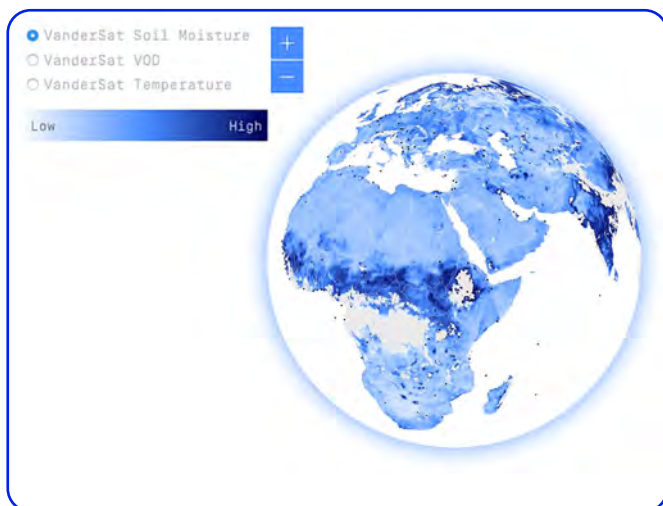 VanderSat Soil Moisture
VanderSat VOD
VanderSat Temperature
+
−
Low High